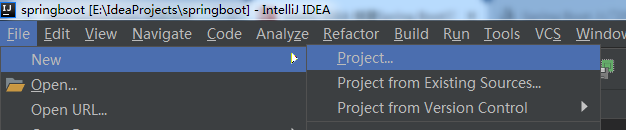 springboot [E:\IdeaProjects\springboot] - IntelliJ IDEA
File Edit View Navigate Code Analyze Refactor Build Run Tools VCS Window
New Project...
Open... Project from Existing Sources...
Open URL... Project from Version Control